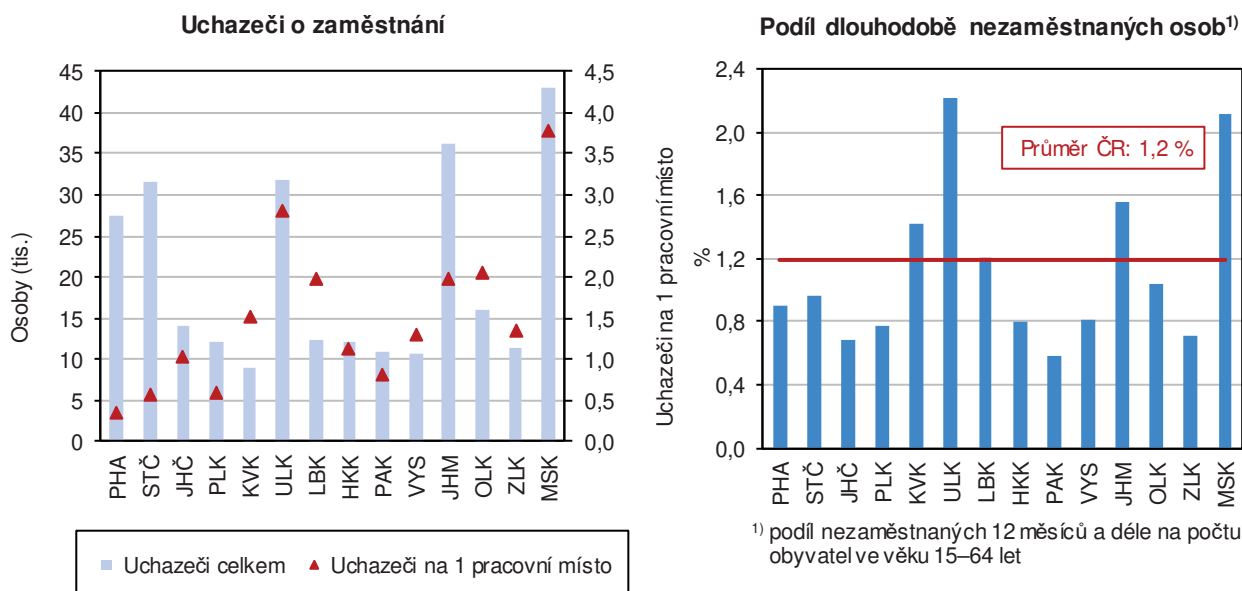 Uchazeči o zaměstnání
45
40
35
30
25
20
15
10
5
0
Osoby (tis.)
4,5
4,0
3,5
3,0
2,5
2,0
1,5
1,0
0,5
0,0
Uchazeči na 1 pracovní místo
PHA
STČ
JHČ
PLK
KVK
ULK
LBK
HKK
PAK
VYS
JHM
OLK
ZLK
MSK
Uchazeči celkem
Uchazeči na 1 pracovní místo
Podíl dlouhodobě nezaměstnaných osob¹⁾
2,4
2,0
1,6
1,2
0,8
0,4
0,0
%
Průměr ČR: 1,2 %
PHA
STČ
JHČ
PLK
KVK
ULK
LBK
HKK
PAK
VYS
JHM
OLK
ZLK
MSK
¹⁾ podíl nezaměstnaných 12 měsíců a déle na počtu
obyvatel ve věku 15–64 let